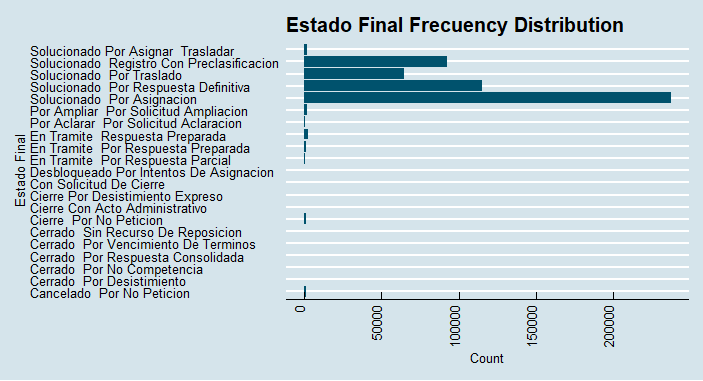 Estado Final Frecuency Distribution
Solucionado Por Asignar  Trasladar
Solucionado  Registro Con Preclasificacion
Solucionado  Por Traslado
Solucionado  Por Respuesta Definitiva
Solucionado  Por Asignacion
Por Ampliar  Por Solicitud Ampliacion
Por Aclarar  Por Solicitud Aclaracion
En Tramite  Respuesta Preparada
En Tramite  Por Respuesta Preparada
En Tramite  Por Respuesta Parcial
Desbloqueado Por Intentos De Asignacion
Con Solicitud De Cierre
Cierre Por Desistimiento Expreso
Cierre Con Acto Administrativo
Cierre  Por No Peticion
Cerrado  Sin Recurso De Reposicion
Cerrado  Por Vencimiento De Terminos
Cerrado  Por Respuesta Consolidada
Cerrado  Por No Competencia
Cerrado  Por Desistimiento
Cancelado  Por No Peticion
Estado Final
0
50000
100000
150000
200000
Count